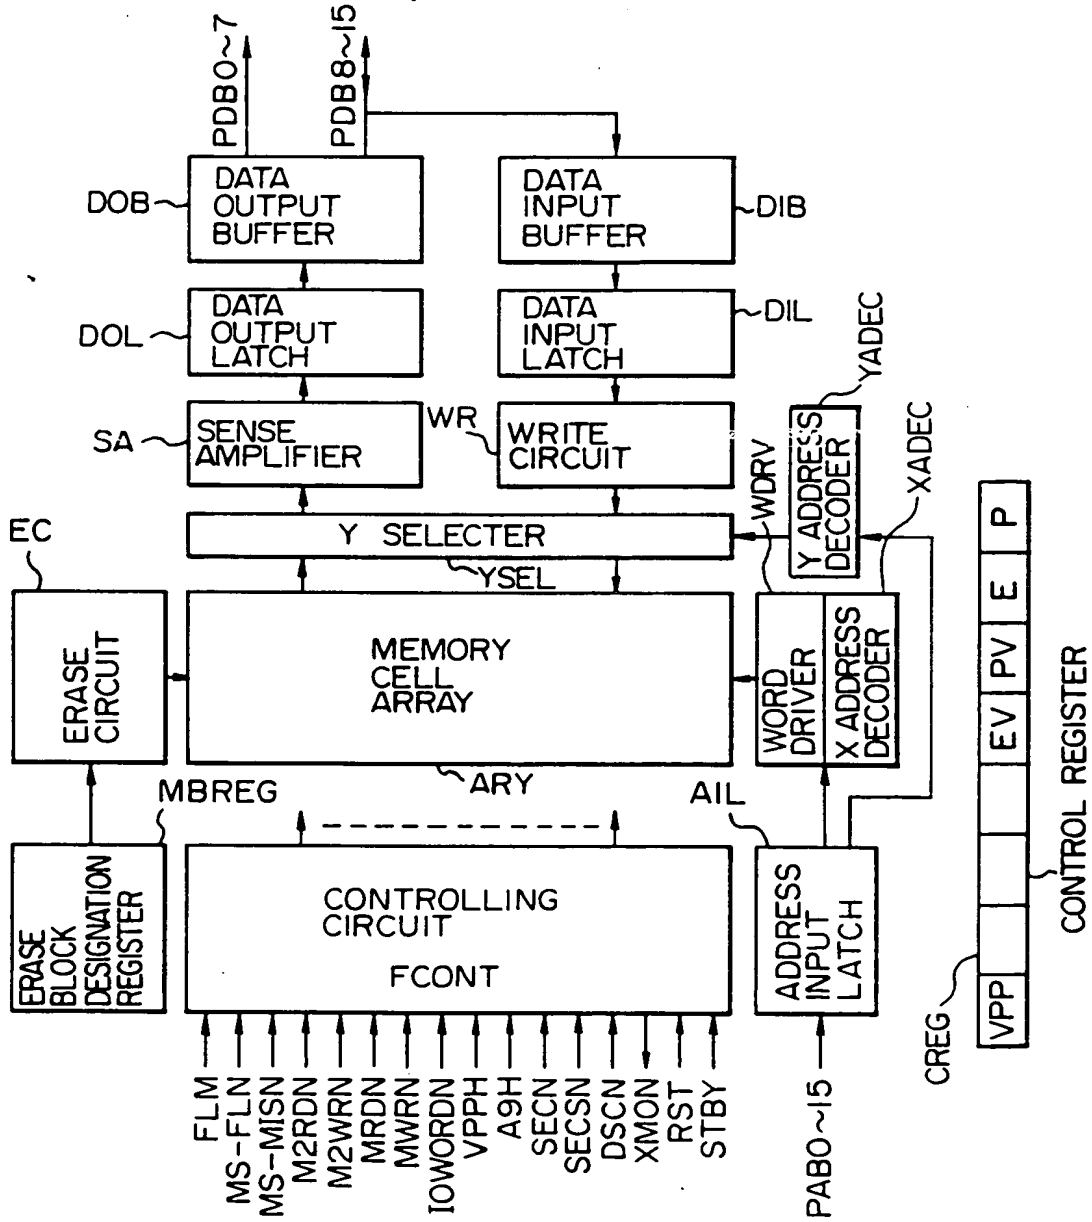 PDB0~7
PDB8~15
DOB
DATA
OUTPUT
BUFFER
DATA
INPUT
BUFFER
DIB
DOL
DATA
OUTPUT
LATCH
DATA
INPUT
LATCH
DIL
SA
SENSE
AMPLIFIER
WR
WRITE
CIRCUIT
YADEC
Y ADDRESS
DECODER
WDRV
XADEC
Y SELECTER
YSEL
EC
ERASE
CIRCUIT
MEMORY
CELL
ARRAY
ARY
WORD
DRIVER
X ADDRESS
DECODER
MBREG
ERASE
BLOCK
DESIGNATION
REGISTER
CONTROLLING
CIRCUIT
FCONT
AIL
ADDRESS
INPUT
LATCH
FLM
MS-FLN
MS-MISN
M2RDN
M2WRN
MRDN
MWRN
IOWORDN
VPPH
A9H
SECN
SECSN
DSCN
XMON
RST
STBY
PAB0~15
CREG
VPP EV PV E P
CONTROL REGISTER